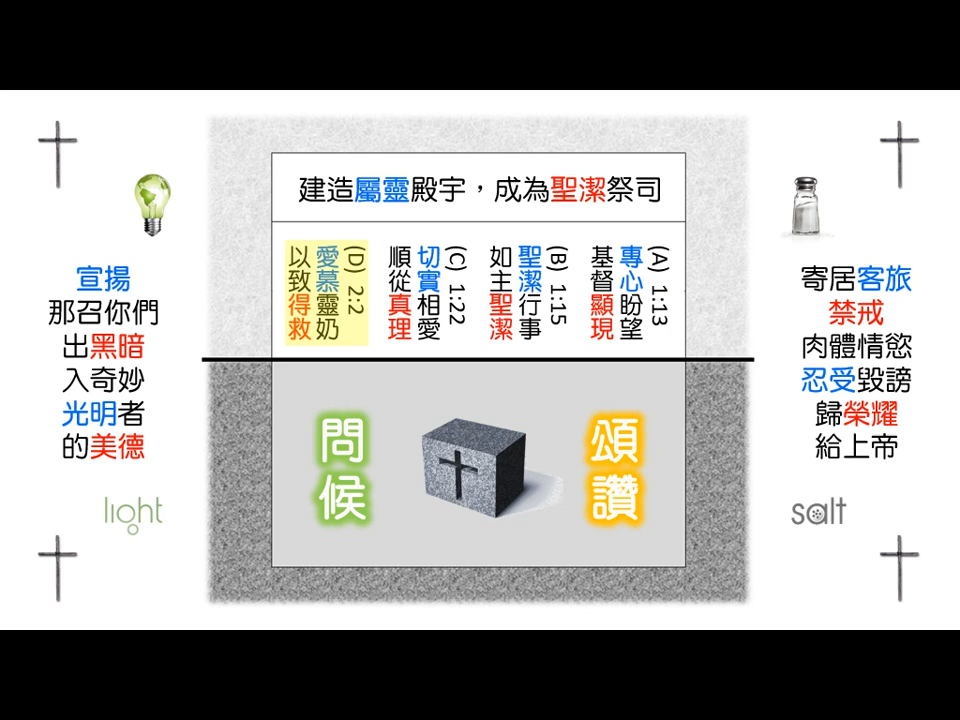 建造屬靈殿宇，成為聖潔祭司
(A) 1:13
專心盼望
基督顯現
(B) 1:15
聖潔行事
如主聖潔
(C) 1:22
切實相愛
順從真理
(D) 2:2
愛慕靈奶
以致得救
宣揚
那召你們
出黑暗
入奇妙
光明者
的美德
light
寄居客旅
禁戒
肉體情慾
忍受毀謗
歸榮耀
給上帝
salt
頌讚
問候